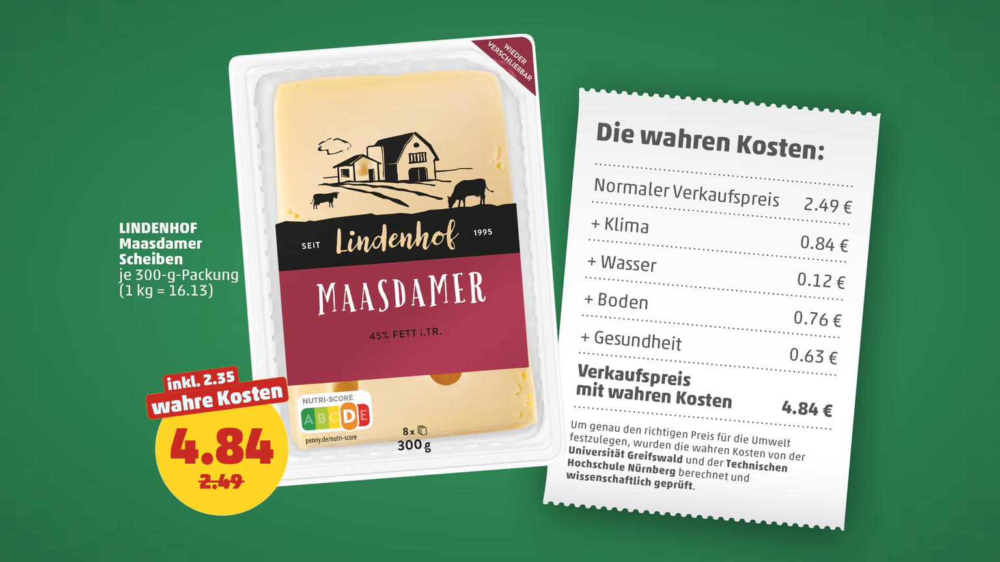 LINDENHOF
Maasdamer
Scheiben
je 300-g-Packung
(1 kg = 16.13)
inkl. 2.35
wahre Kosten
4.84
2.49
WIEDER
VERSCHLIEßBAR
SEIT Lindenhof 1995
MAASDAMER
45% FETT i.TR.
NUTRI-SCORE
A B C D E
penny.de/nutri-score
8x
300g
Die wahren Kosten:
Normaler Verkaufspreis 2.49 €
+ Klima 0.84 €
+ Wasser 0.12 €
+ Boden 0.76 €
+ Gesundheit 0.63 €
Verkaufspreis
mit wahren Kosten 4.84 €
Um genau den richtigen Preis für die Umwelt
festzulegen, wurden die wahren Kosten von der
Universität Greifswald und der Technischen
Hochschule Nürnberg berechnet und
wissenschaftlich geprüft.